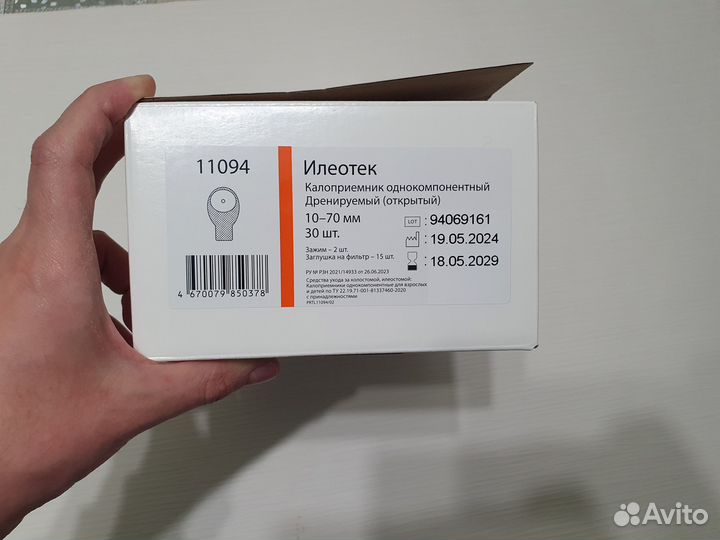 11094
Илеотек
Калоприемник однокомпонентный
Дренируемый (открытый)
10–70 мм
30 шт.
Зажим – 2 шт.
Заглушка на фильтр – 15 шт.
РУ № РЗН 2021/14933 от 26.06.2023
Средства ухода за колостомой, илеостомой:
Калоприемники однокомпонентные для взрослых
и детей по ТУ 22.19.71-001-81337460-2020
с принадлежностями
PRTL11094/02
LOT : 94069161
: 19.05.2024
: 18.05.2029
4 670079 850378
Avito